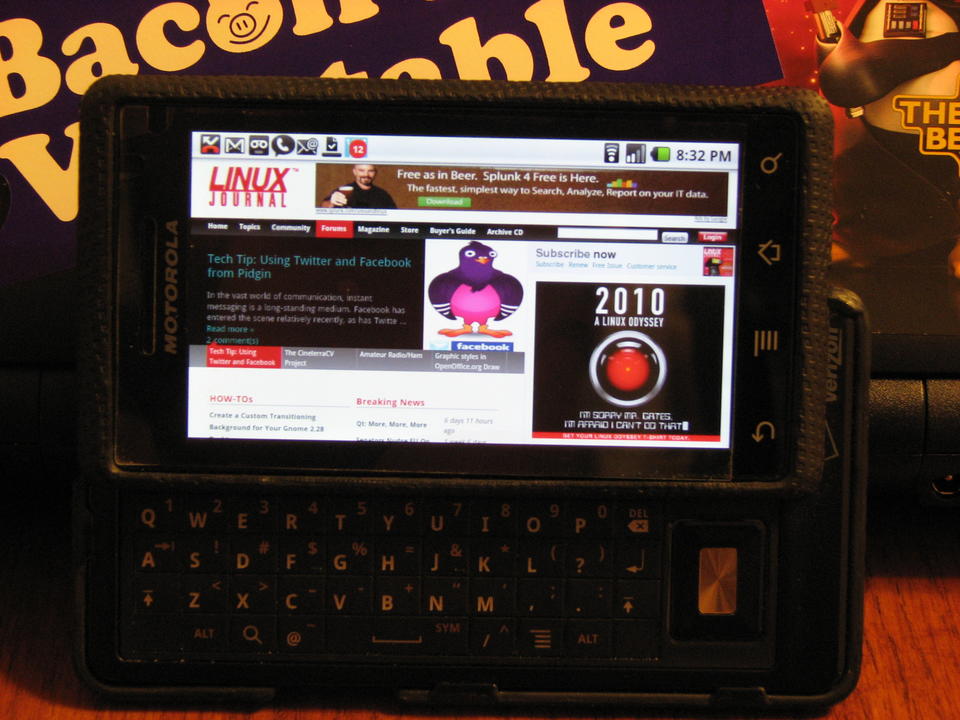 Bacon
table
V
THE
BE
MOTOROLA
verizon
12
8:32 PM
LINUX™
JOURNAL
Free as in Beer. Splunk 4 Free is Here.
The fastest, simplest way to Search, Analyze, Report on your IT data.
Download
Home Topics Community Forums Magazine Store Buyer's Guide Archive CD
Search Login
Tech Tip: Using Twitter and Facebook
from Pidgin
In the vast world of communication, instant
messaging is a long-standing medium. Facebook has
entered the scene relatively recently, as has Twitte ...
Read more »
2 comment(s)
facebook
Subscribe now
Subscribe Renew Free Issue Customer service
LINUX
2010
A LINUX ODYSSEY
I'M SORRY MR. GATES,
I'M AFRAID I CAN'T DO THAT
GET YOUR LINUX ODYSSEY T-SHIRT TODAY.
Tech Tip: Using
Twitter and Facebook
The CinelerraCV
Project
Amateur Radio/Ham
Graphic styles in
OpenOffice.org Draw
HOW-TOs
Create a Custom Transitioning
Background for Your Gnome 2.28
Breaking News
Qt: More, More, More
6 days 11 hours
ago
Q 1 W 2 E 3 R 4 T 5 Y 6 U 7 I 8 O 9 P 0 DEL
A S ! D # F $ G % H = J & K * L ( ? )
Z < X > C - V B + N " M ' , ; . :
ALT @ ~ SYM / ^ ALT